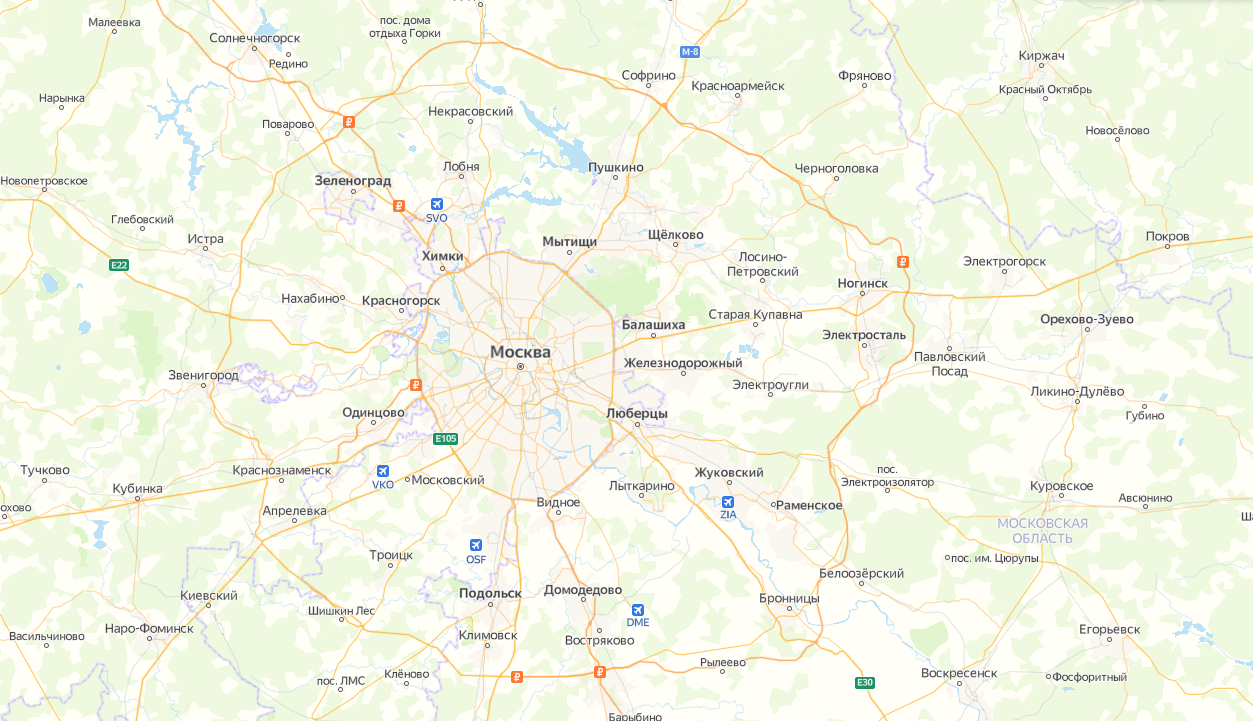 Малеевка
пос. дома
отдыха Горки
Солнечногорск
Редино
М-8
Софрино
Красноармейск
Фряново
Киржач
Красный Октябрь
Нарынка
Некрасовский
Поварово
Новосёлово
Лобня
Пушкино
Черноголовка
Новопетровское
Зеленоград
SVO
Глебовский
Истра
Мытищи
Щёлково
Покров
Химки
E22
Лосино-
Петровский
Электрогорск
Ногинск
Нахабино
Красногорск
Старая Купавна
Балашиха
Орехово-Зуево
Электросталь
Москва
Железнодорожный
Павловский
Посад
Звенигород
Электроугли
Ликино-Дулёво
Одинцово
Люберцы
Губино
E105
Тучково
Краснознаменск
VKO
Московский
Жуковский
пос.
Электроизолятор
Кубинка
Лыткарино
Куровское
Авсюнино
охово
Апрелевка
Видное
ZIA
Раменское
Ша
МОСКОВСКАЯ
ОБЛАСТЬ
OSF
Троицк
пос. им. Цюрупы
Белоозёрский
Киевский
Подольск
Домодедово
Бронницы
Шишкин Лес
DME
Васильчиново
Наро-Фоминск
Климовск
Востряково
Егорьевск
Рылеево
пос. ЛМС
Клёново
E30
Воскресенск
Фосфоритный
Барыбино